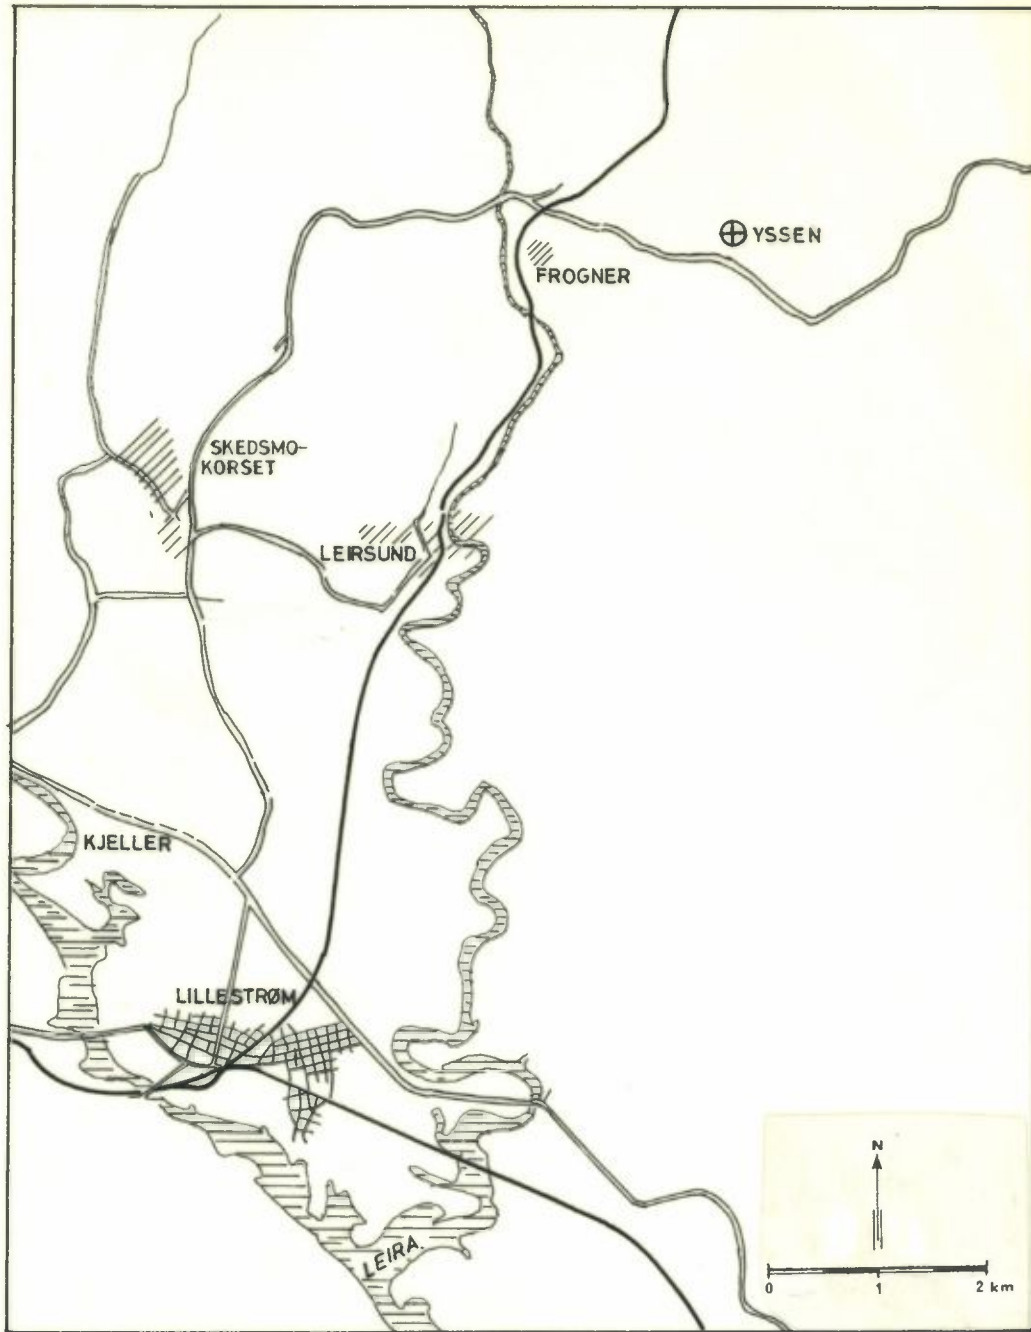 YSSEN
FROGNER
SKEDSMO-
KORSET
LEIRSUND
KJELLER
LILLESTRØM
LEIRA.
N
0 1 2 km